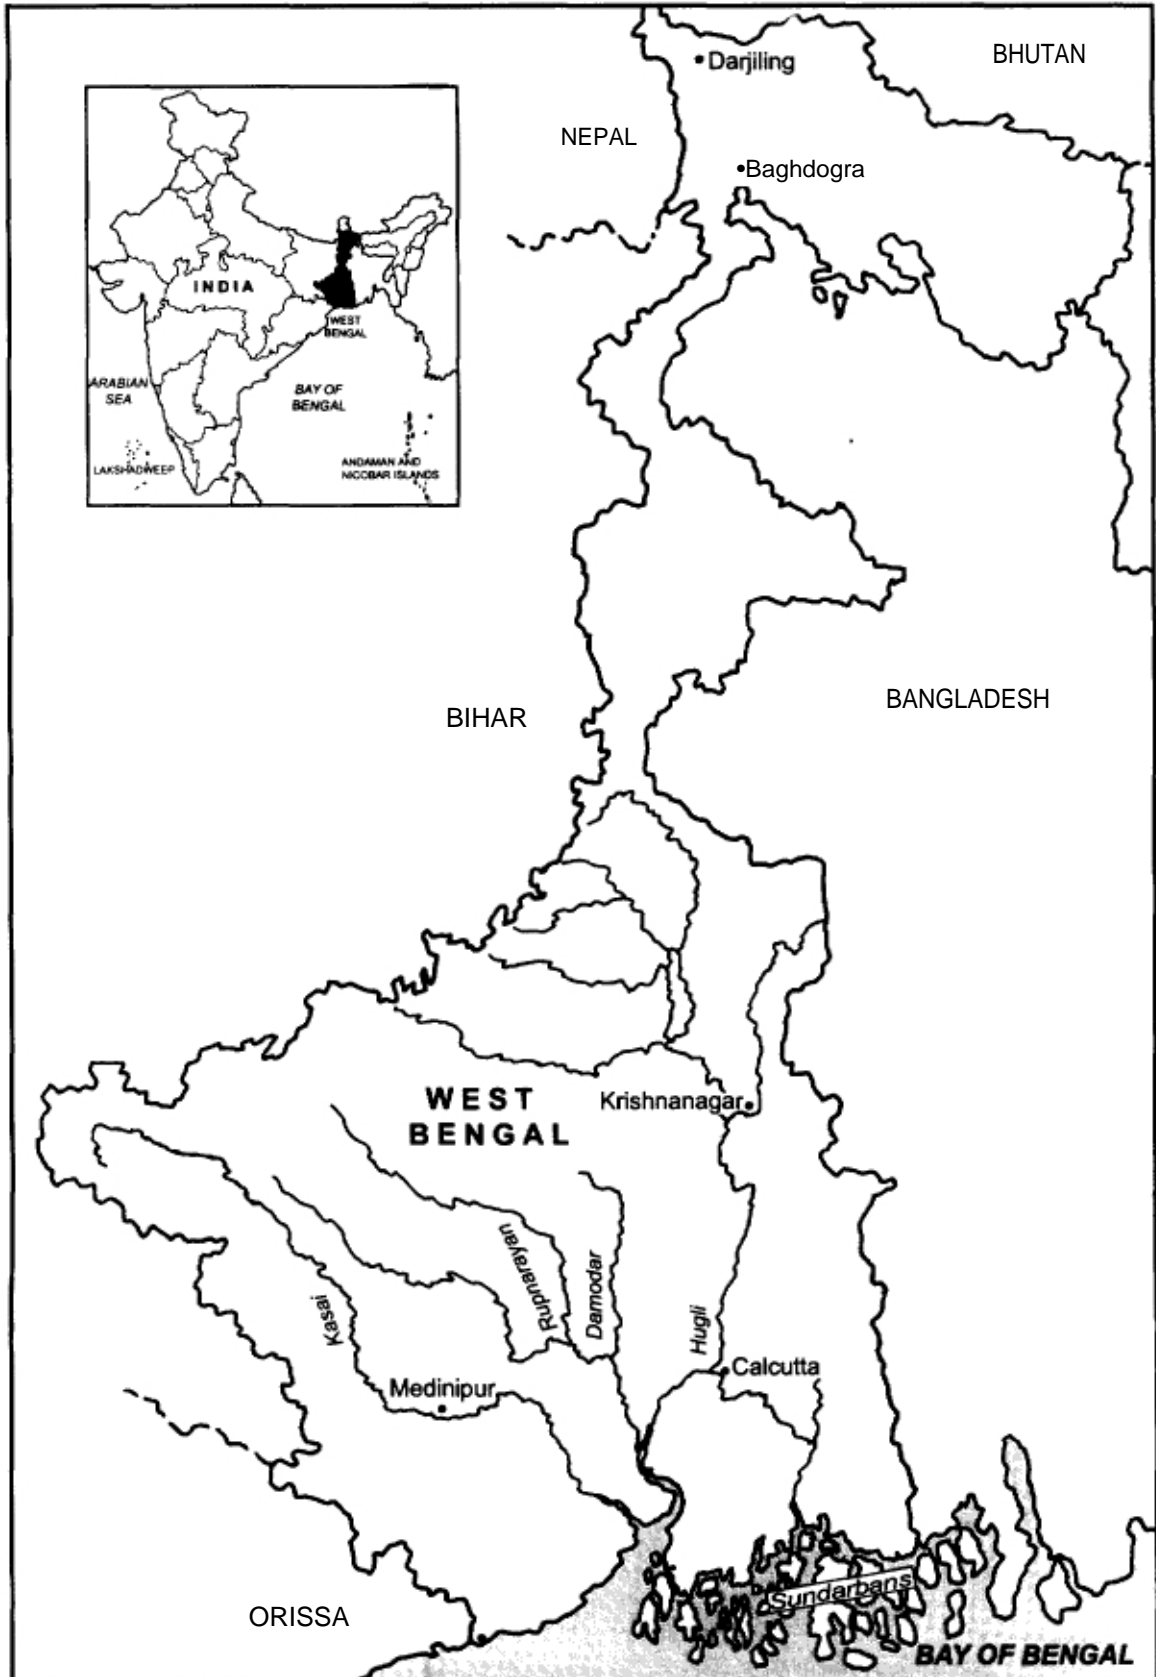 Darjiling
BHUTAN
NEPAL
Baghdogra
INDIA
WEST
BENGAL
ARABIAN
SEA
BAY OF
BENGAL
LAKSHADWEEP
ANDAMAN AND
NICOBAR ISLANDS
BIHAR
BANGLADESH
WEST
BENGAL
Krishnanagar
Kasai
Rupnarayan
Damodar
Hugli
Calcutta
Medinipur
Sundarbans
ORISSA
BAY OF BENGAL